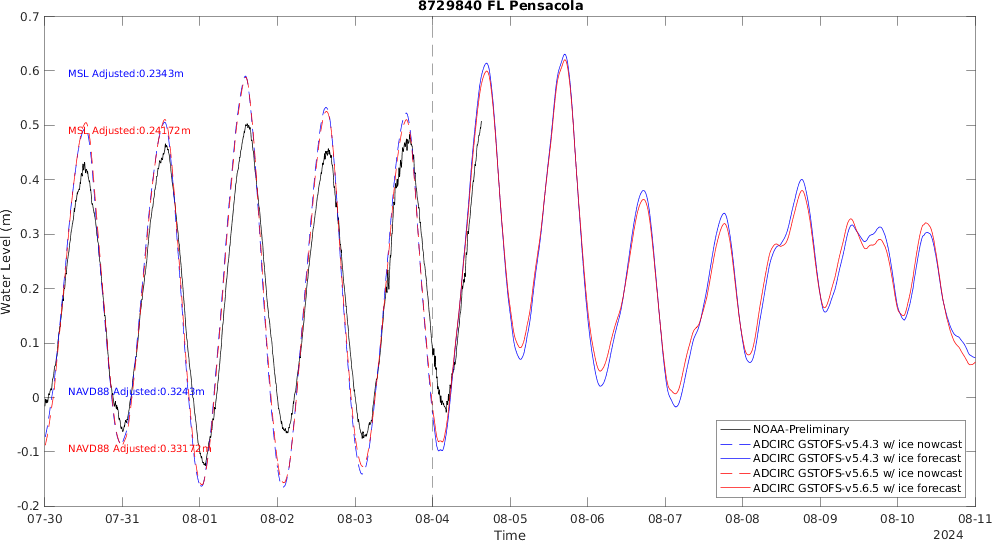 8729840 FL Pensacola
0.7
0.6
0.5
0.4
0.3
0.2
0.1
0
-0.1
-0.2
Water Level (m)
MSL Adjusted:0.2343m
MSL Adjusted:0.24172m
NAVD88 Adjusted:0.3243m
NAVD88 Adjusted:0.33172m
NOAA-Preliminary
ADCIRC GSTOFS-v5.4.3 w/ ice nowcast
ADCIRC GSTOFS-v5.4.3 w/ ice forecast
ADCIRC GSTOFS-v5.6.5 w/ ice nowcast
ADCIRC GSTOFS-v5.6.5 w/ ice forecast
07-30 07-31 08-01 08-02 08-03 08-04 08-05 08-06 08-07 08-08 08-09 08-10 08-11
Time
2024